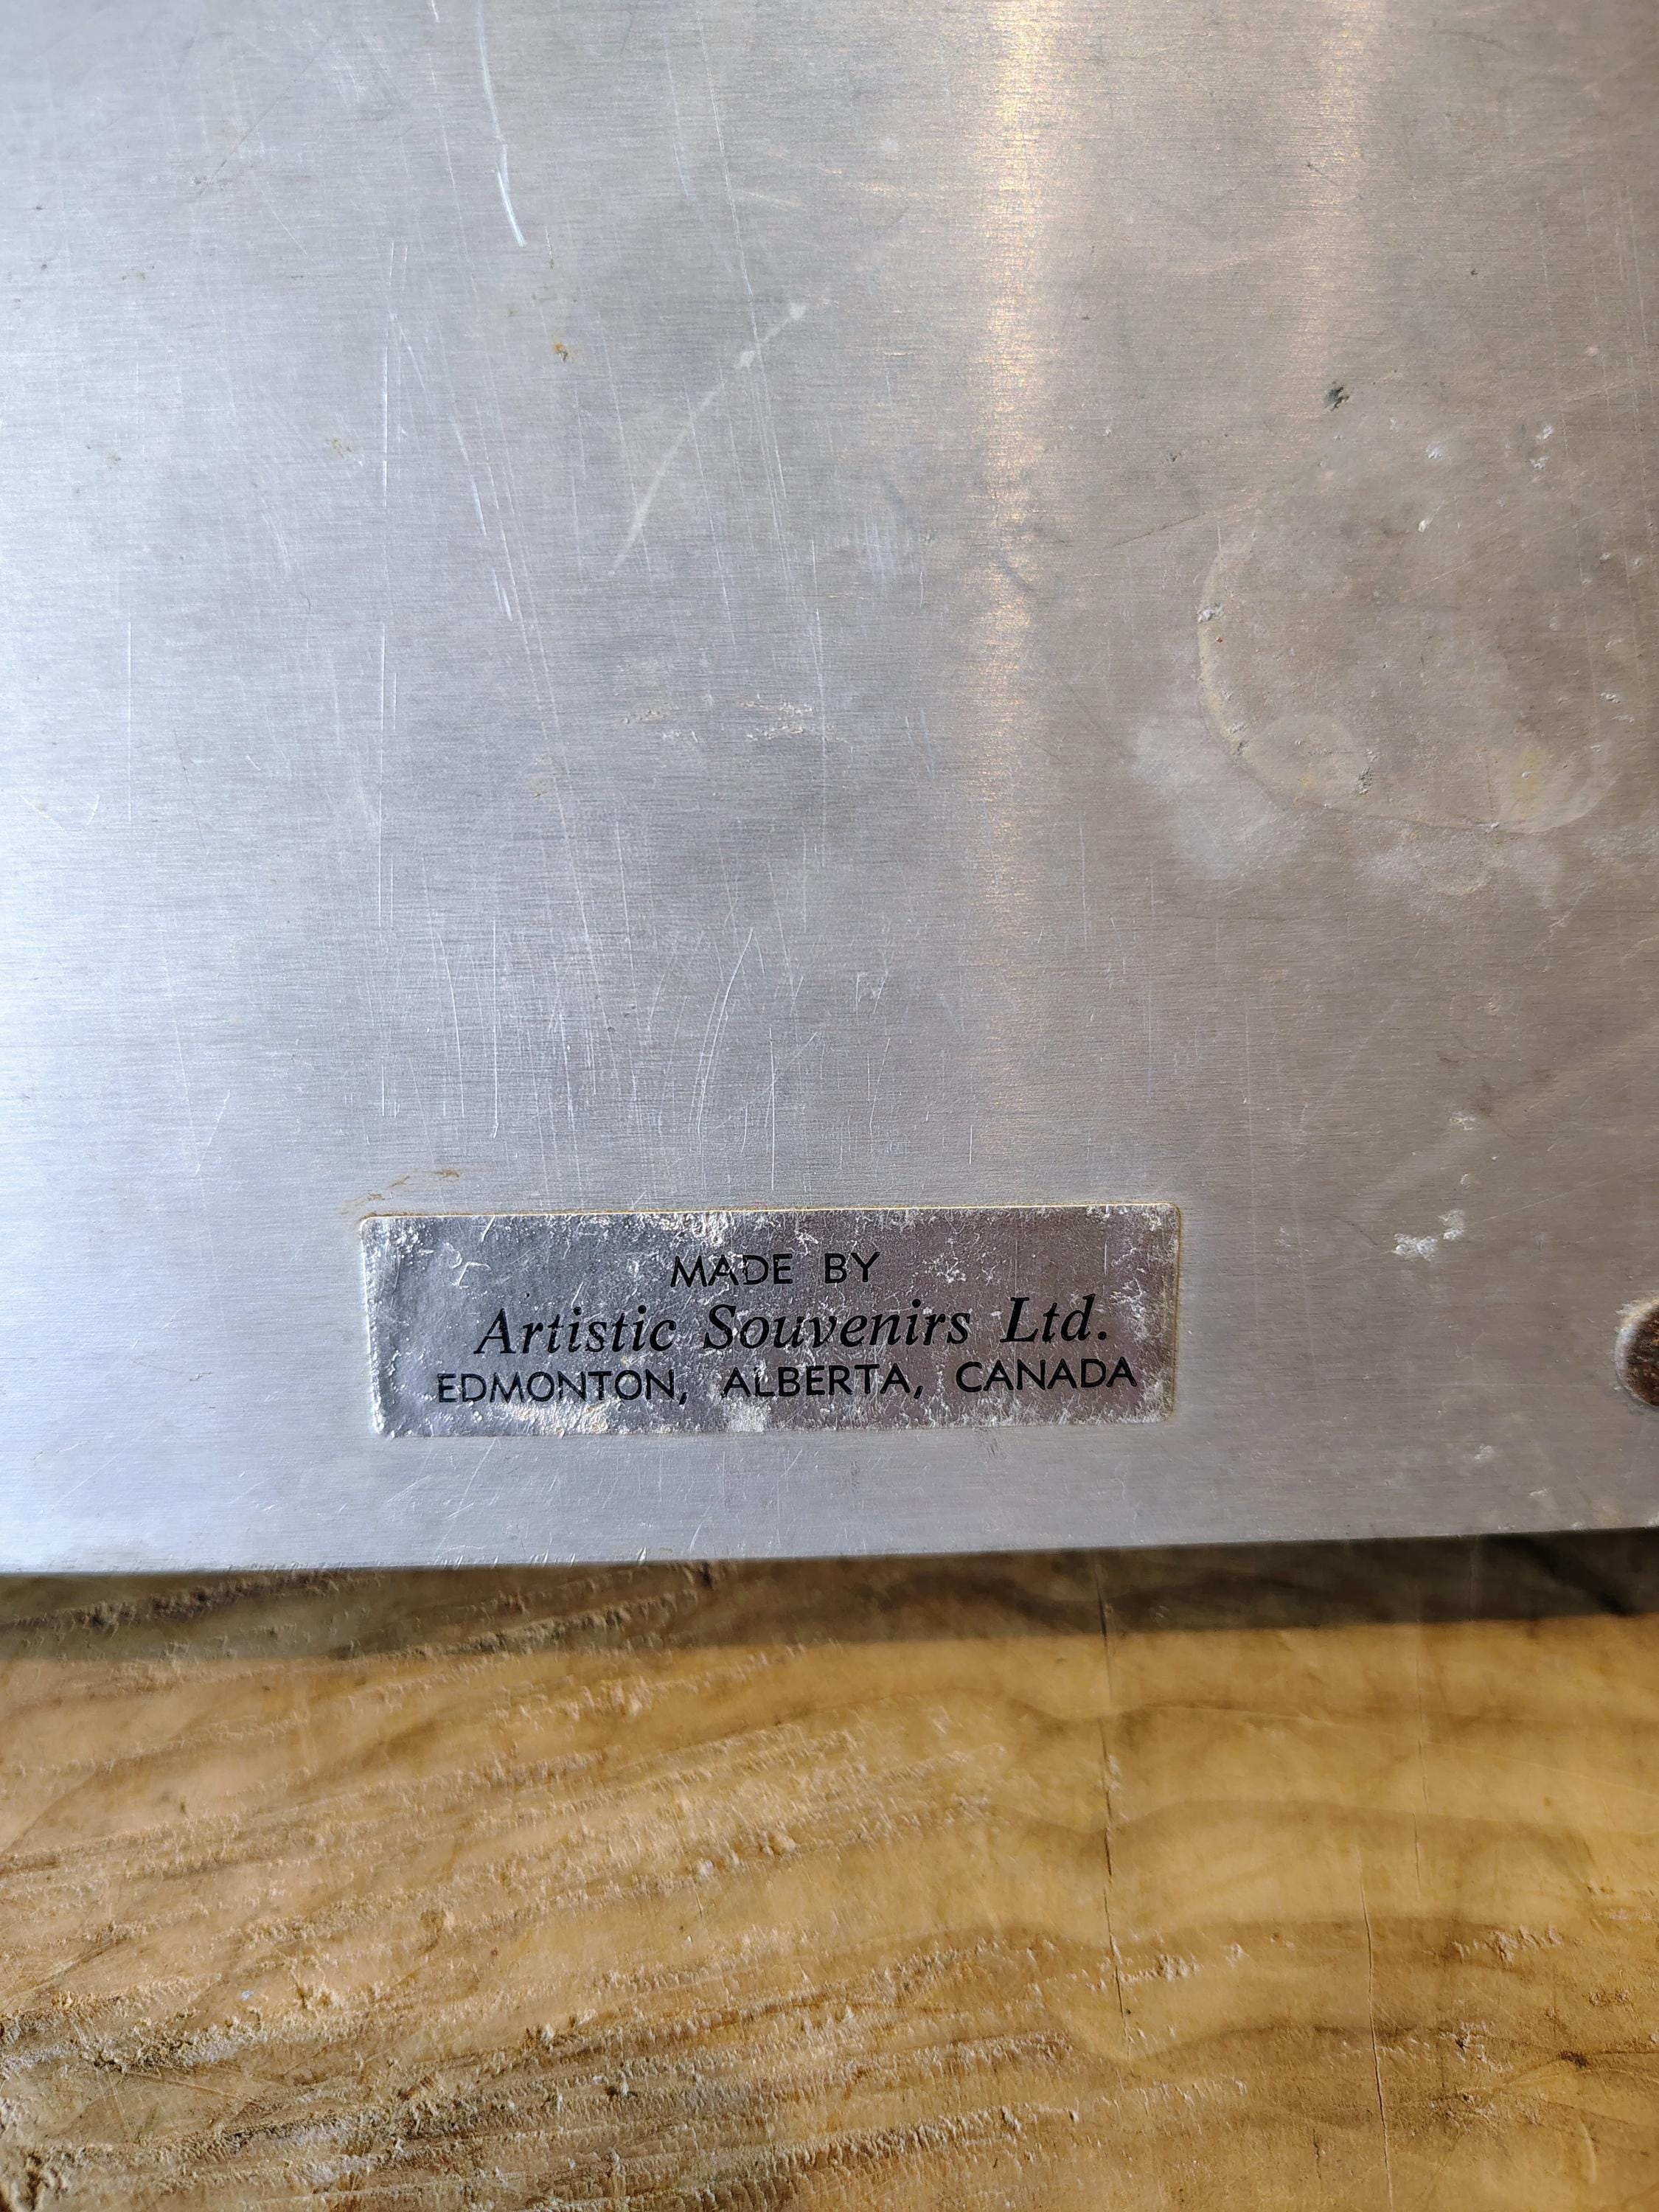 MADE BY
Artistic Souvenirs Ltd.
EDMONTON, ALBERTA, CANADA